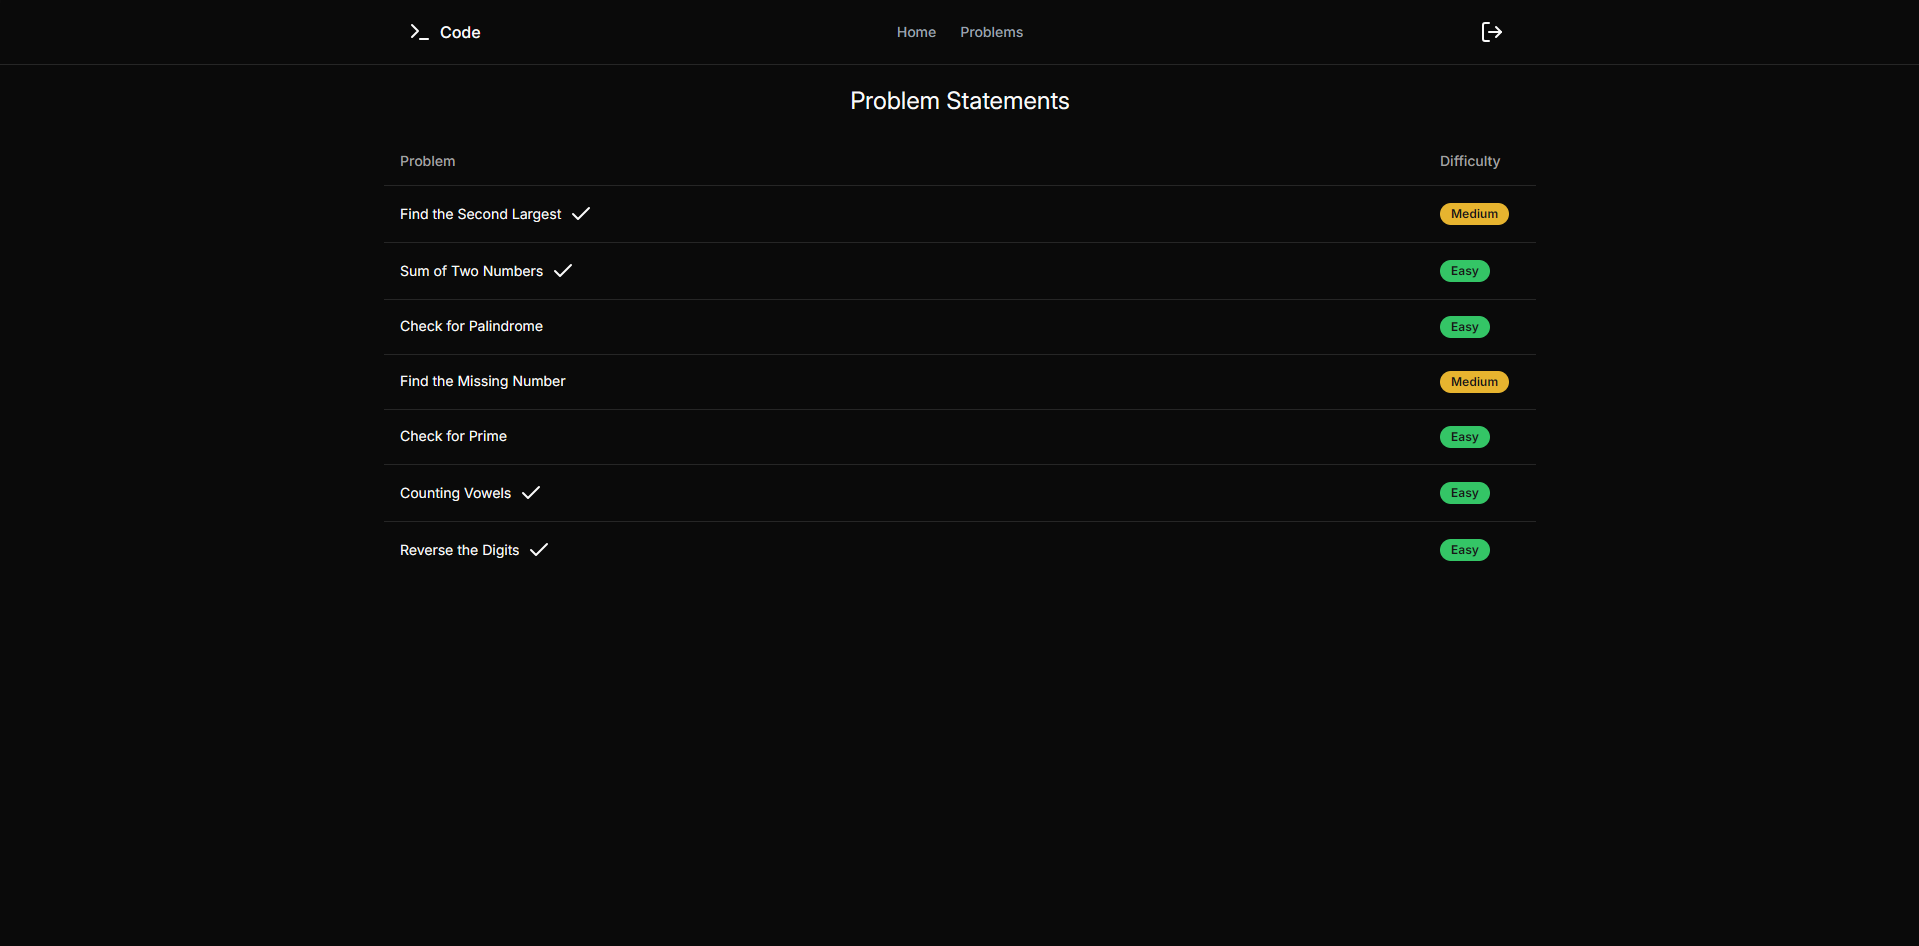 Code
Home Problems
Problem Statements
Problem Difficulty
Find the Second Largest Medium
Sum of Two Numbers Easy
Check for Palindrome Easy
Find the Missing Number Medium
Check for Prime Easy
Counting Vowels Easy
Reverse the Digits Easy